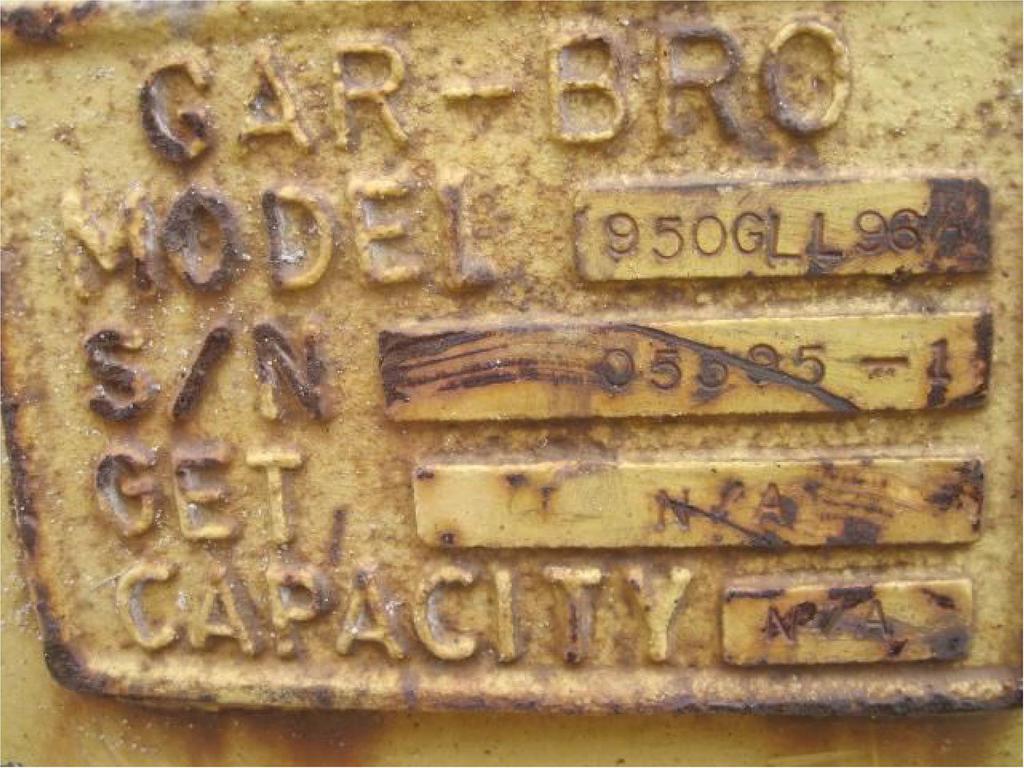 GAR-BRO
MODEL 950GLL96
S/N 05585-1
GET, N/A
CAPACITY N/A